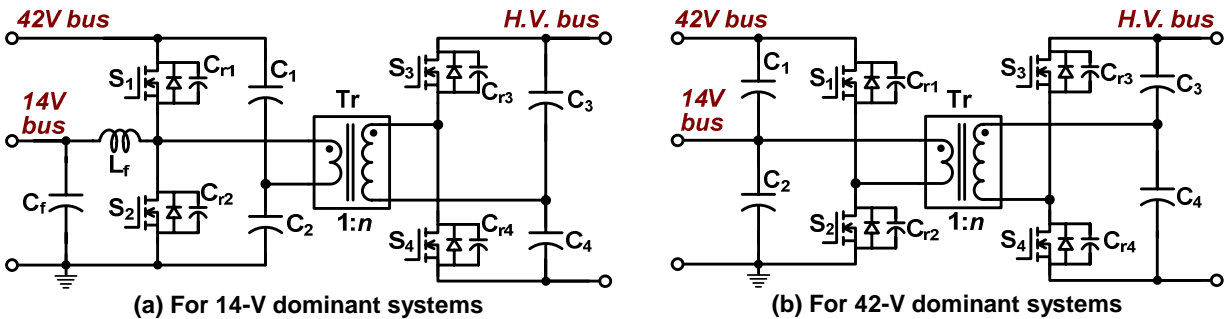 42V bus
H.V. bus
S₁
Cᵣ₁
C₁
S₃
Cᵣ₃
C₃
14V
bus
Tr
L_f
C_f
S₂
Cᵣ₂
C₂
1:n
S₄
Cᵣ₄
C₄
(a) For 14-V dominant systems
42V bus
H.V. bus
C₁
S₁
Cᵣ₁
S₃
Cᵣ₃
C₃
14V
bus
Tr
C₂
S₂
Cᵣ₂
1:n
S₄
Cᵣ₄
C₄
(b) For 42-V dominant systems